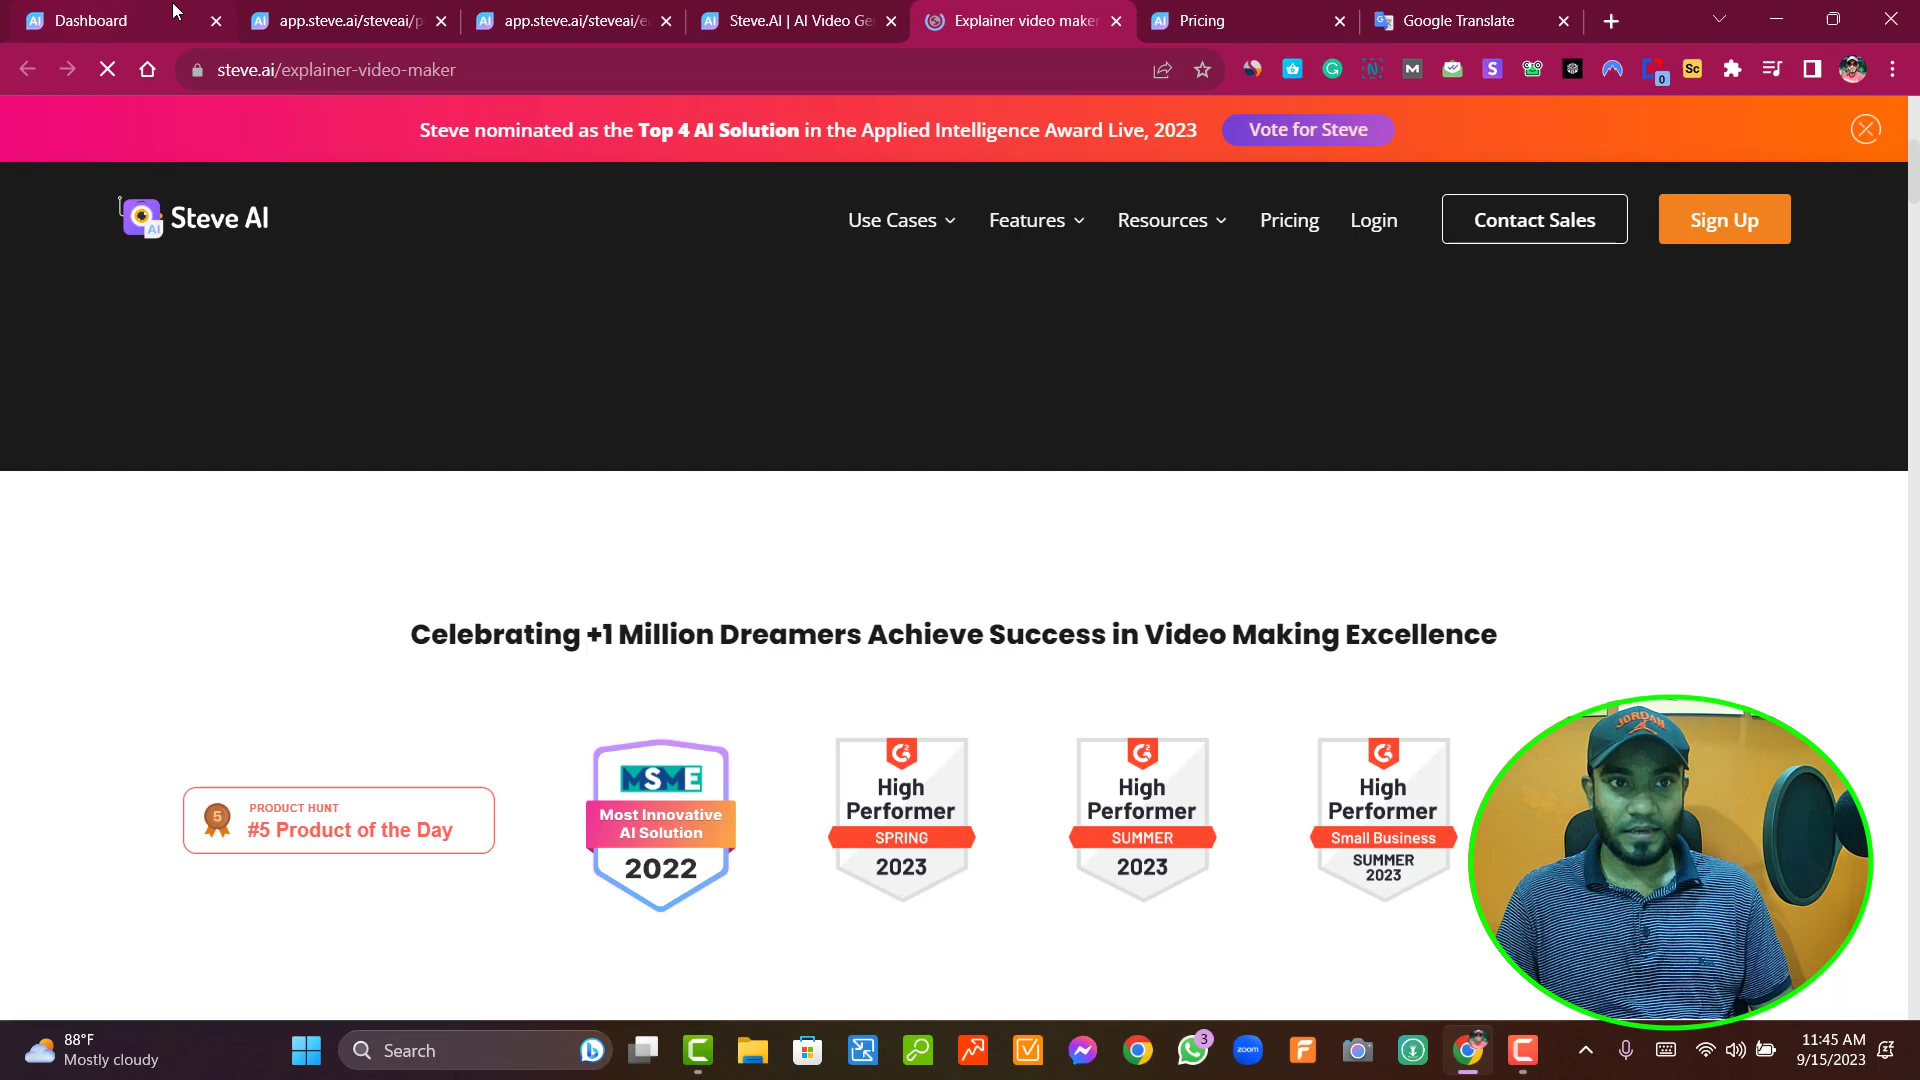 Dashboard
app.steve.ai/steveai/p
app.steve.ai/steveai/e
Steve.AI | AI Video Ge
Explainer video maker
Pricing
Google Translate
steve.ai/explainer-video-maker
Steve nominated as the Top 4 AI Solution in the Applied Intelligence Award Live, 2023
Vote for Steve
AI
Steve AI
Use Cases
Features
Resources
Pricing
Login
Contact Sales
Sign Up
Celebrating +1 Million Dreamers Achieve Success in Video Making Excellence
5
PRODUCT HUNT
#5 Product of the Day
MSME
Most Innovative
AI Solution
2022
High
Performer
SPRING
2023
High
Performer
SUMMER
2023
High
Performer
Small Business
SUMMER
2023
JORDAN
88°F
Mostly cloudy
Search
3
zoom
11:45 AM
9/15/2023